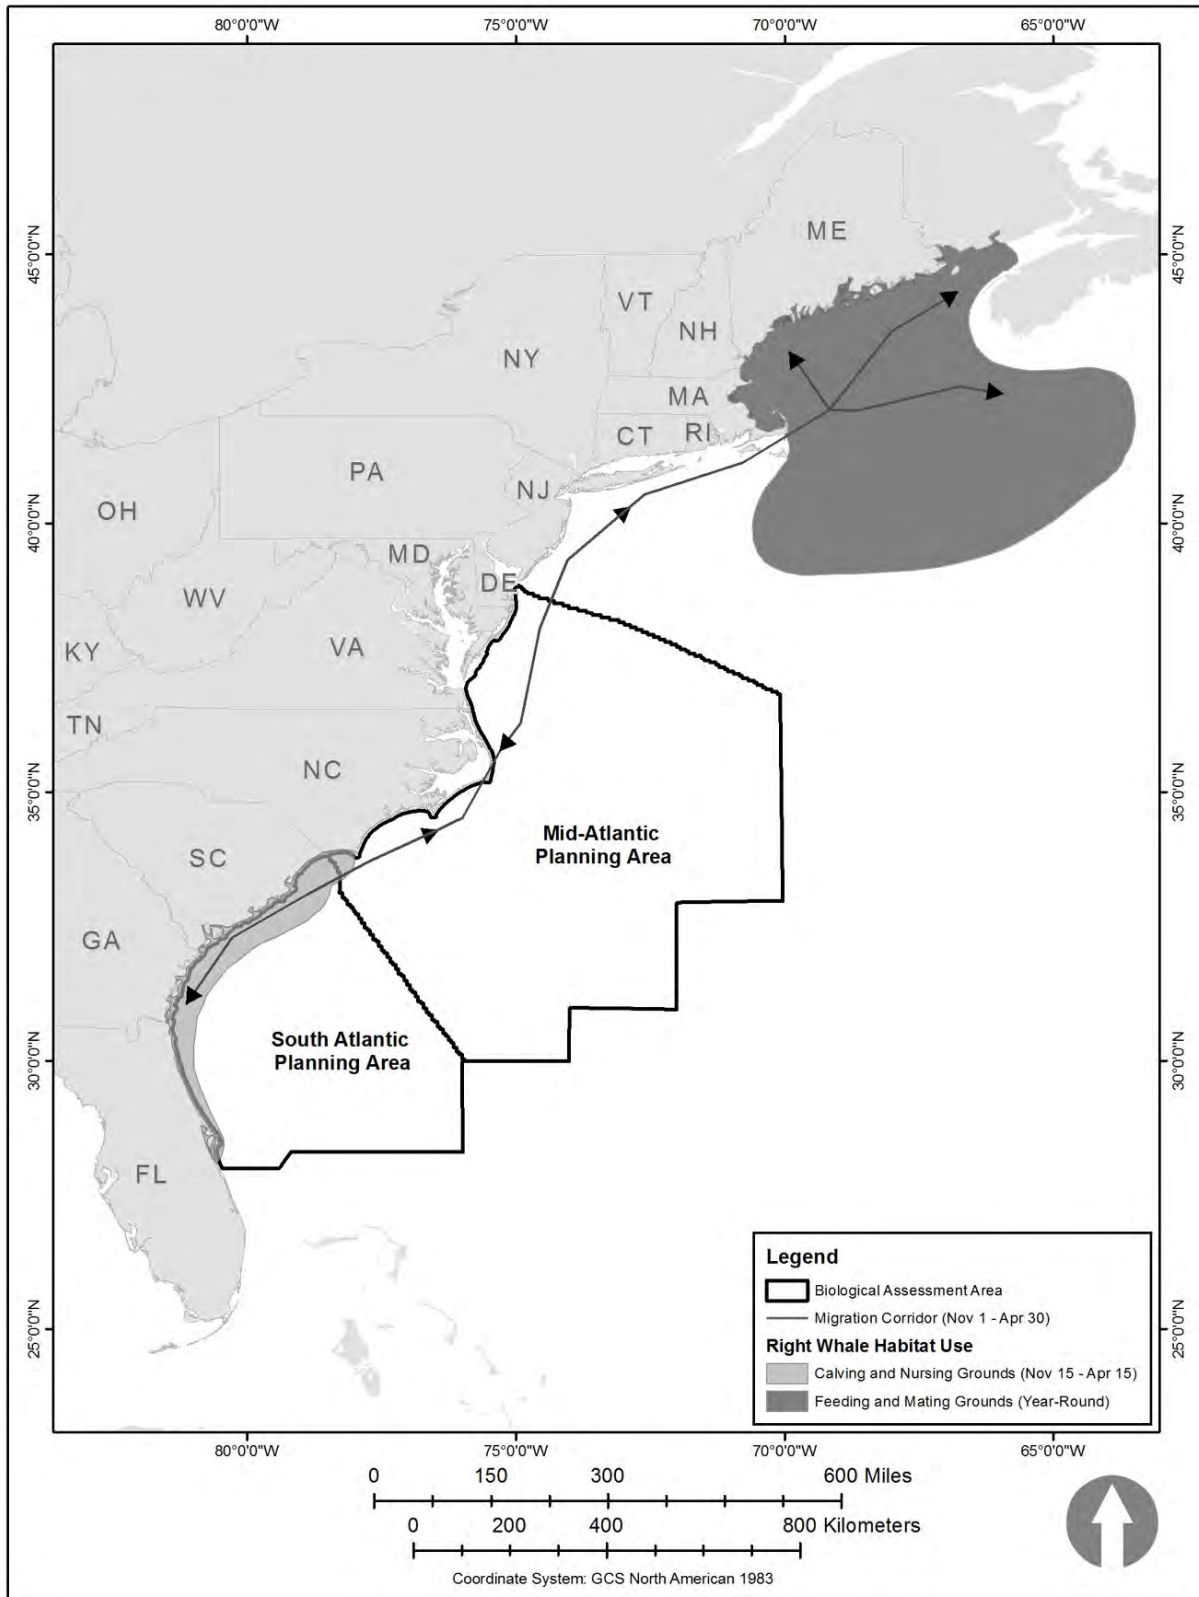 80°0'0"W
75°0'0"W
70°0'0"W
65°0'0"W
45°0'0"N
45°0'0"N
ME
VT
NH
NY
MA
CT
RI
PA
NJ
OH
40°0'0"N
40°0'0"N
MD
DE
WV
VA
KY
TN
NC
35°0'0"N
35°0'0"N
Mid-Atlantic
Planning Area
SC
GA
South Atlantic
Planning Area
30°0'0"N
30°0'0"N
FL
25°0'0"N
25°0'0"N
Legend
Biological Assessment Area
Migration Corridor (Nov 1 - Apr 30)
Right Whale Habitat Use
Calving and Nursing Grounds (Nov 15 - Apr 15)
Feeding and Mating Grounds (Year-Round)
80°0'0"W
75°0'0"W
70°0'0"W
65°0'0"W
0 150 300 600 Miles
0 200 400 800 Kilometers
Coordinate System: GCS North American 1983